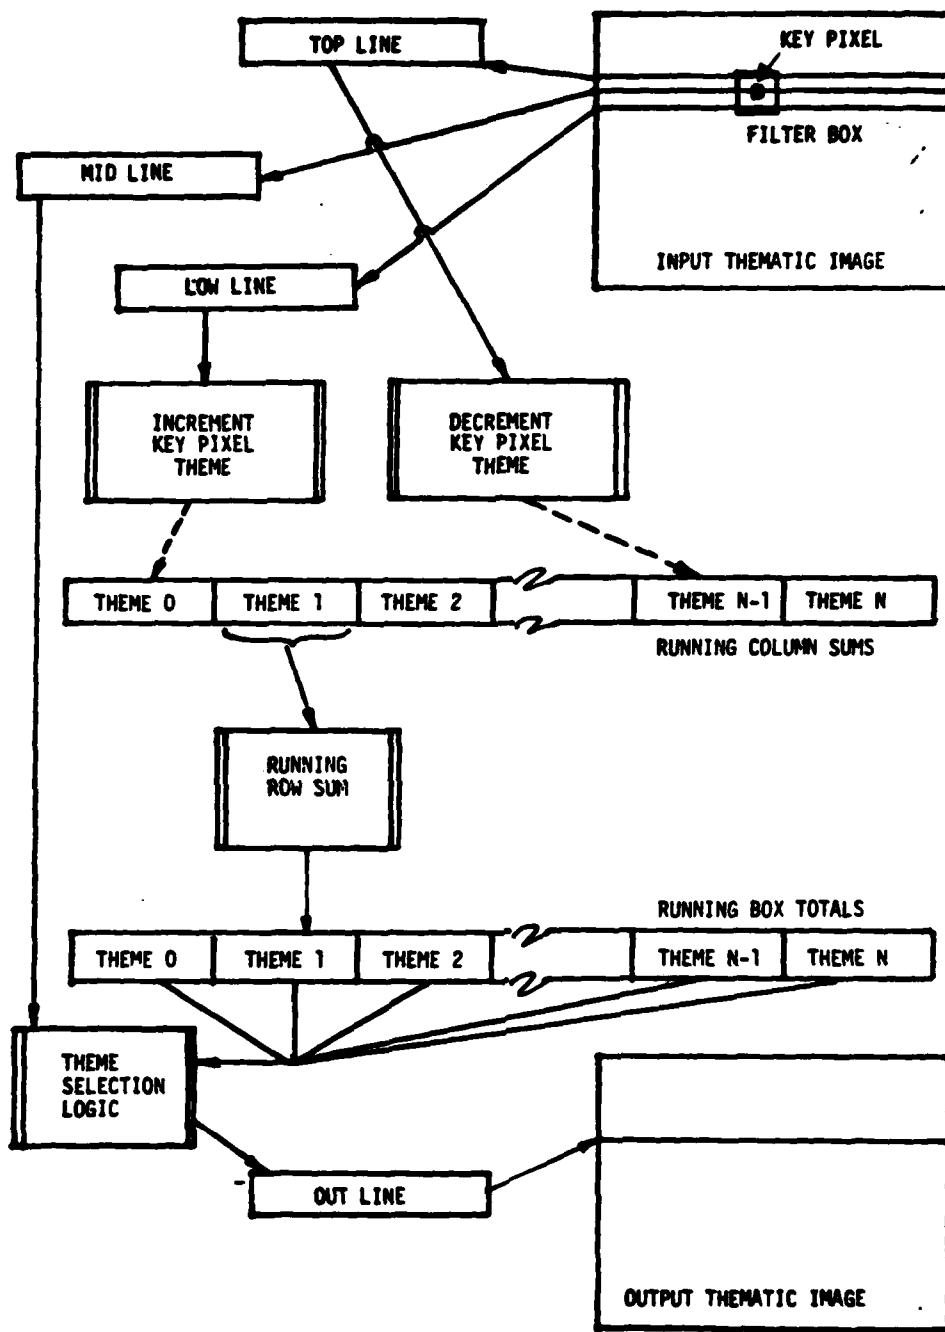 TOP LINE
KEY PIXEL
FILTER BOX
MID LINE
INPUT THEMATIC IMAGE
LOW LINE
INCREMENT
KEY PIXEL
THEME
DECREMENT
KEY PIXEL
THEME
THEME 0
THEME 1
THEME 2
THEME N-1
THEME N
RUNNING COLUMN SUMS
RUNNING
ROW SUM
RUNNING BOX TOTALS
THEME 0
THEME 1
THEME 2
THEME N-1
THEME N
THEME
SELECTION
LOGIC
OUT LINE
OUTPUT THEMATIC IMAGE